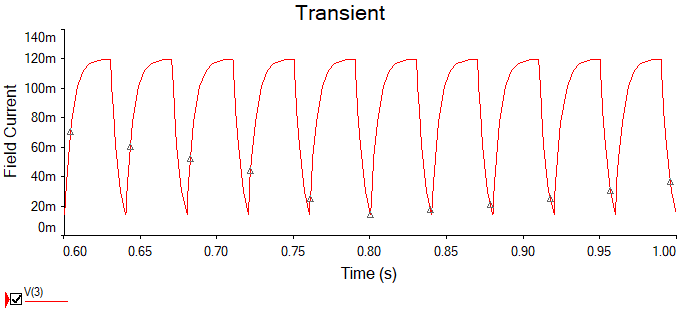 Transient
140m
120m
100m
80m
60m
40m
20m
0m
Field Current
0.60 0.65 0.70 0.75 0.80 0.85 0.90 0.95 1.00
Time (s)
V(3)